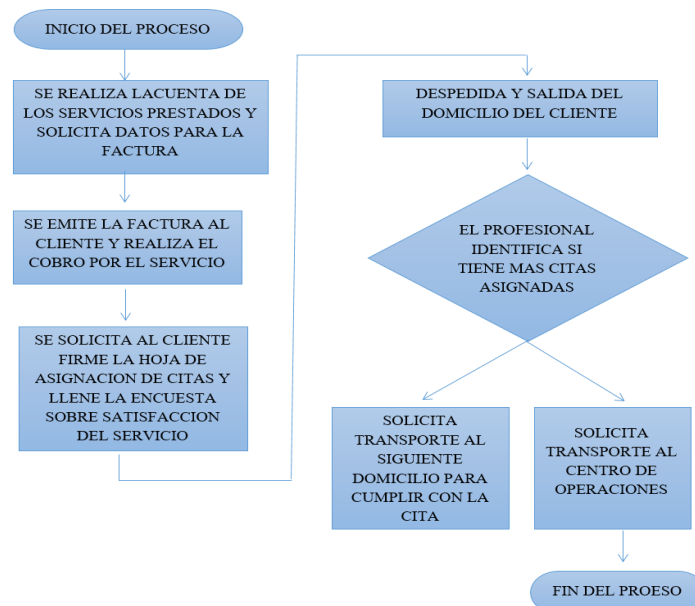 INICIO DEL PROCESO
SE REALIZA LACUENTA DE
LOS SERVICIOS PRESTADOS Y
SOLICITA DATOS PARA LA
FACTURA
SE EMITE LA FACTURA AL
CLIENTE Y REALIZA EL
COBRO POR EL SERVICIO
SE SOLICITA AL CLIENTE
FIRME LA HOJA DE
ASIGNACION DE CITAS Y
LLENE LA ENCUESTA
SOBRE SATISFACCION
DEL SERVICIO
DESPEDIDA Y SALIDA DEL
DOMICILIO DEL CLIENTE
EL PROFESIONAL
IDENTIFICA SI
TIENE MAS CITAS
ASIGNADAS
SOLICITA
TRANSPORTE AL
SIGUIENTE
DOMICILIO PARA
CUMPLIR CON LA
CITA
SOLICITA
TRANSPORTE AL
CENTRO DE
OPERACIONES
FIN DEL PROESO